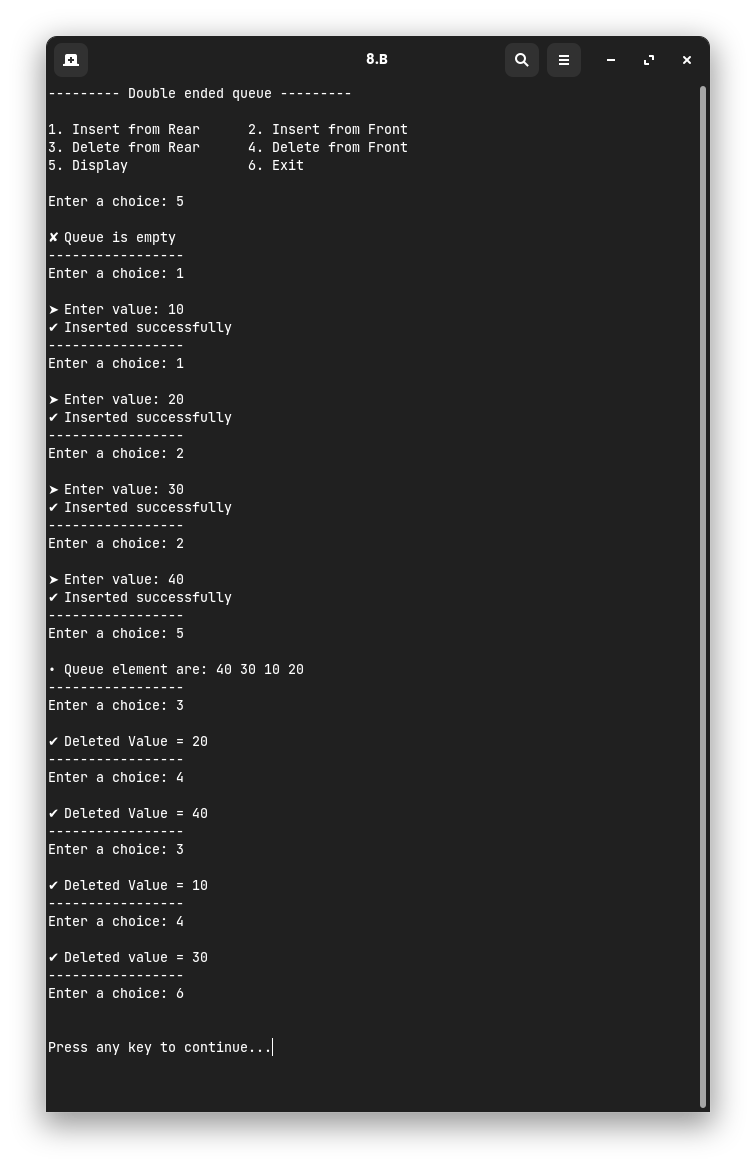 8.B
--------- Double ended queue ---------
1. Insert from Rear      2. Insert from Front
3. Delete from Rear      4. Delete from Front
5. Display               6. Exit
Enter a choice: 5
✘ Queue is empty
-----------------
Enter a choice: 1
➤ Enter value: 10
✔ Inserted successfully
-----------------
Enter a choice: 1
➤ Enter value: 20
✔ Inserted successfully
-----------------
Enter a choice: 2
➤ Enter value: 30
✔ Inserted successfully
-----------------
Enter a choice: 2
➤ Enter value: 40
✔ Inserted successfully
-----------------
Enter a choice: 5
• Queue element are: 40 30 10 20
-----------------
Enter a choice: 3
✔ Deleted Value = 20
-----------------
Enter a choice: 4
✔ Deleted Value = 40
-----------------
Enter a choice: 3
✔ Deleted Value = 10
-----------------
Enter a choice: 4
✔ Deleted value = 30
-----------------
Enter a choice: 6
Press any key to continue...